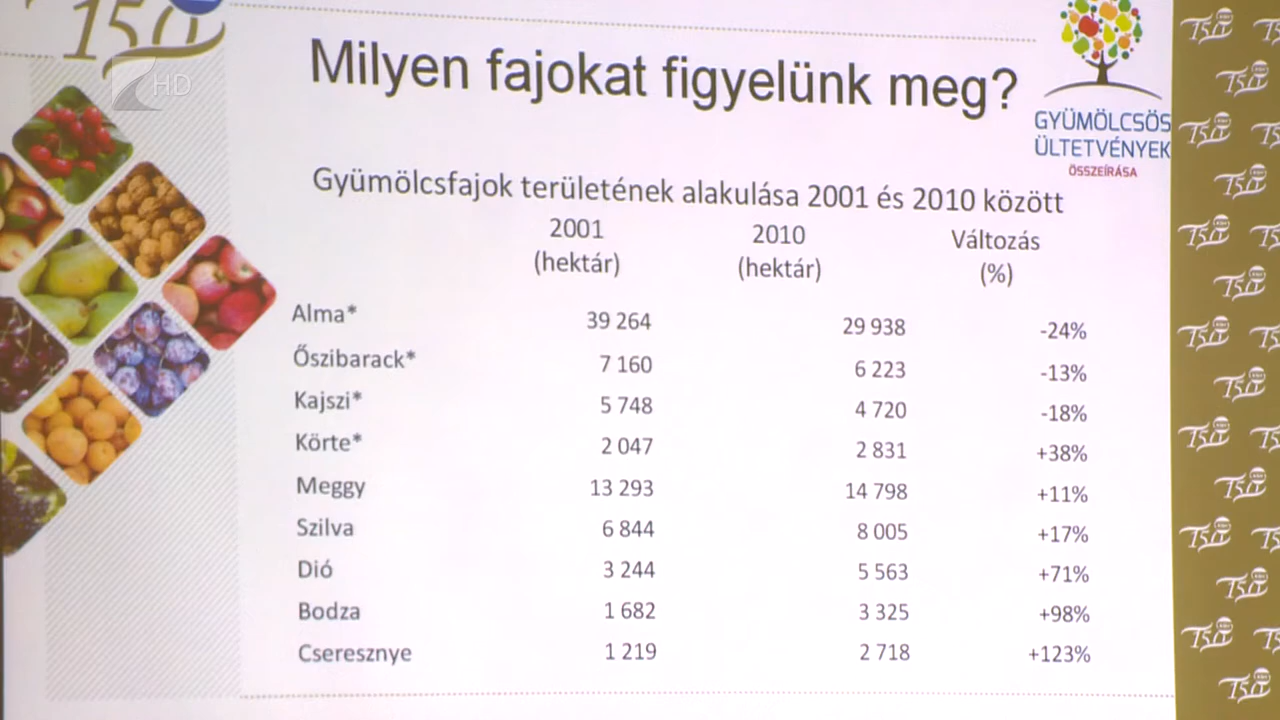 150
HD
Milyen fajokat figyelünk meg?
GYÜMÖLCSÖS
ÜLTETVÉNYEK
ÖSSZEÍRÁSA
Gyümölcsfajok területének alakulása 2001 és 2010 között
2001 2010 Változás
(hektár) (hektár) (%)
Alma* 39 264 29 938 -24%
Őszibarack* 7 160 6 223 -13%
Kajszi* 5 748 4 720 -18%
Körte* 2 047 2 831 +38%
Meggy 13 293 14 798 +11%
Szilva 6 844 8 005 +17%
Dió 3 244 5 563 +71%
Bodza 1 682 3 325 +98%
Cseresznye 1 219 2 718 +123%